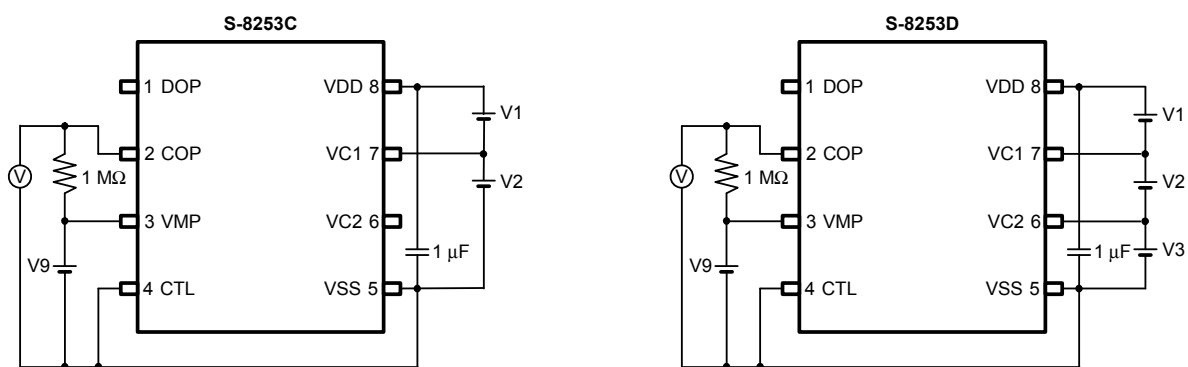 S-8253C
1 DOP
VDD 8
V1
2 COP
VC1 7
V
1 MΩ
V2
3 VMP
VC2 6
V9
1 μF
4 CTL
VSS 5
S-8253D
1 DOP
VDD 8
V1
2 COP
VC1 7
V
1 MΩ
V2
3 VMP
VC2 6
V9
1 μF
V3
4 CTL
VSS 5